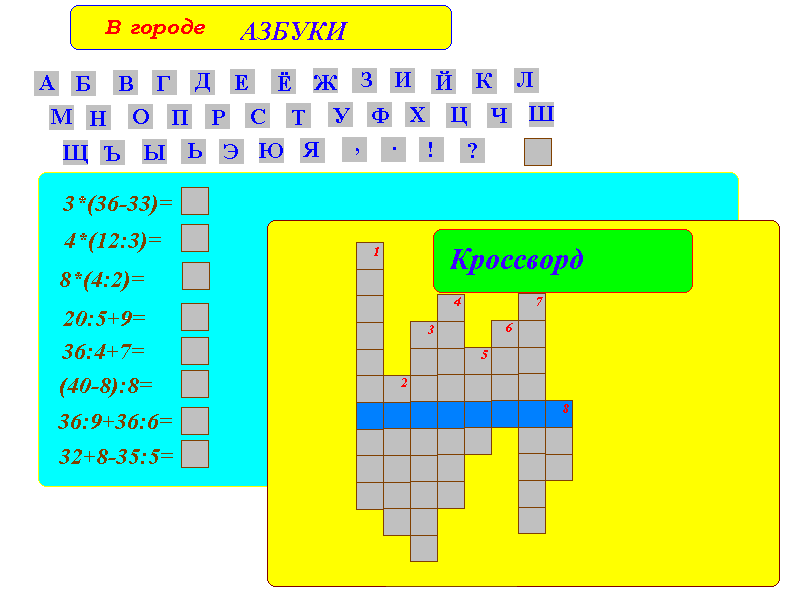 В городе АЗБУКИ
А Б В Г Д Е Ё Ж З И Й К Л
М Н О П Р С Т У Ф Х Ц Ч Ш
Щ Ъ Ы Ь Э Ю Я , . ! ?
3*(36-33)=
4*(12:3)=
8*(4:2)=
20:5+9=
36:4+7=
(40-8):8=
36:9+36:6=
32+8-35:5=
Кроссворд
1
4 7
3 6
5
2
8